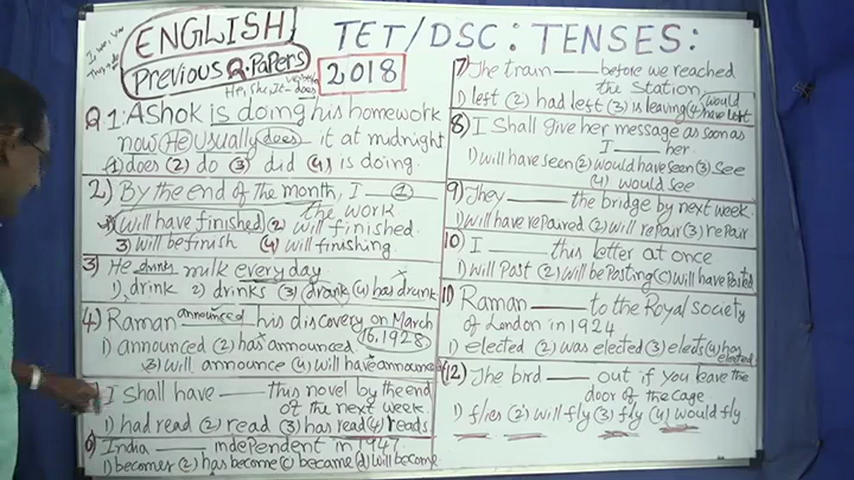 ENGLISH
Previous Q.Papers
TET/DSC: TENSES:
2018
He, She, It- does
Q 1: Ashok is doing his homework
now. He usually does it at midnight
(1) does (2) do (3) did (4) is doing.
2) By the end of the month, I ___ (1)
the work
1) will have finished (2) will finished.
3) will be finish (4) will finishing.
3) He drinks milk every day
1) drink 2) drinks (3) drank (4) has drunk
4) Raman announced his discovery on March
16, 1928
1) announced (2) has announced
3) will announce (4) will have announced
I Shall have ___ this novel by the end
of the next week.
1) had read (2) read (3) has read (4) reads
6) India ___ independent in 1947.
1) becomes (2) has become (c) became (d) will become
7) The train ___ before we reached
the Station
1) left (2) had left (3) is leaving (4) would
have left
8) I Shall give her message as soon as
I ___ her.
1) will have seen (2) would have seen (3) see
(4) would see
9) They ___ the bridge by next week.
1) will have repaired (2) will repair (3) repair
10) I ___ this letter at once
1) will Post (2) will be Posting (c) will have Posted
11) Raman ___ to the Royal society
of London in 1924
1) elected (2) was elected (3) elect (4) has
elected
(12) The bird ___ out if you leave the
door of the cage
1) flies (2) will fly (3) fly (4) would fly